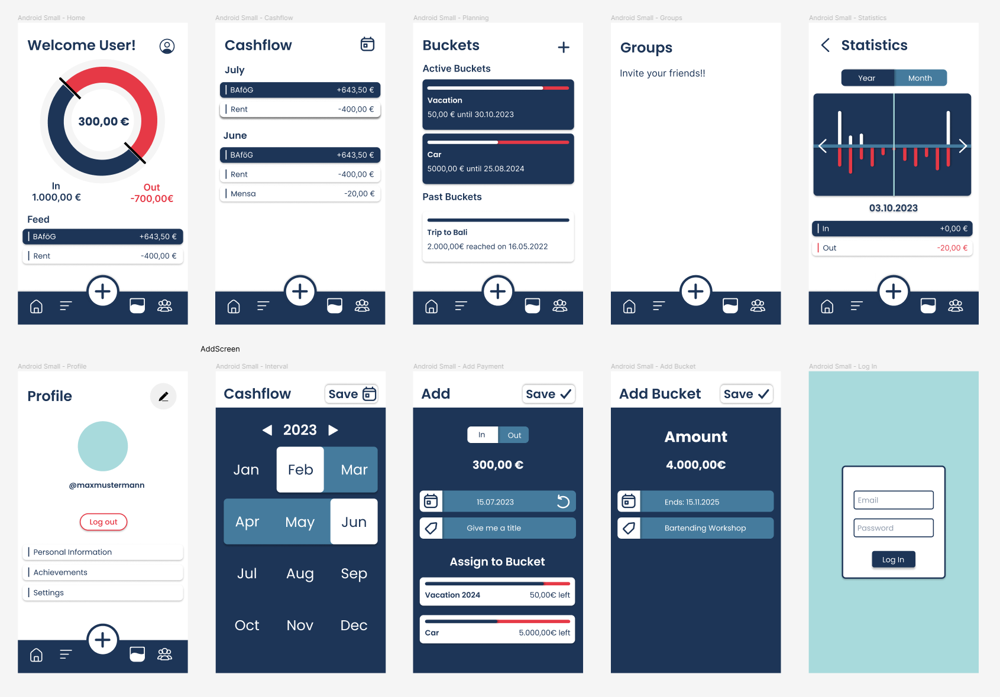 Android Small - Home
Welcome User!
300,00 €
In
1.000,00 €
Out
-700,00€
Feed
BAföG +643,50 €
Rent -400,00 €
Android Small - Cashflow
Cashflow
July
BAföG +643,50 €
Rent -400,00 €
June
BAföG +643,50 €
Rent -400,00 €
Mensa -20,00 €
Android Small - Planning
Buckets
Active Buckets
Vacation
50,00 € until 30.10.2023
Car
5000,00 € until 25.08.2024
Past Buckets
Trip to Bali
2.000,00€ reached on 16.05.2022
Android Small - Groups
Groups
Invite your friends!!
Android Small - Statistics
Statistics
Year Month
03.10.2023
In +0,00 €
Out -20,00 €
AddScreen
Android Small - Profile
Profile
@maxmustermann
Log out
Personal Information
Achievements
Settings
Android Small - Interval
Cashflow Save
2023
Jan Feb Mar
Apr May Jun
Jul Aug Sep
Oct Nov Dec
Android Small - Add Payment
Add Save
In Out
300,00 €
15.07.2023
Give me a title
Assign to Bucket
Vacation 2024 50,00€ left
Car 5.000,00€ left
Android Small - Add Bucket
Add Bucket Save
Amount
4.000,00€
Ends: 15.11.2025
Bartending Workshop
Android Small - Log In
Email
Password
Log In